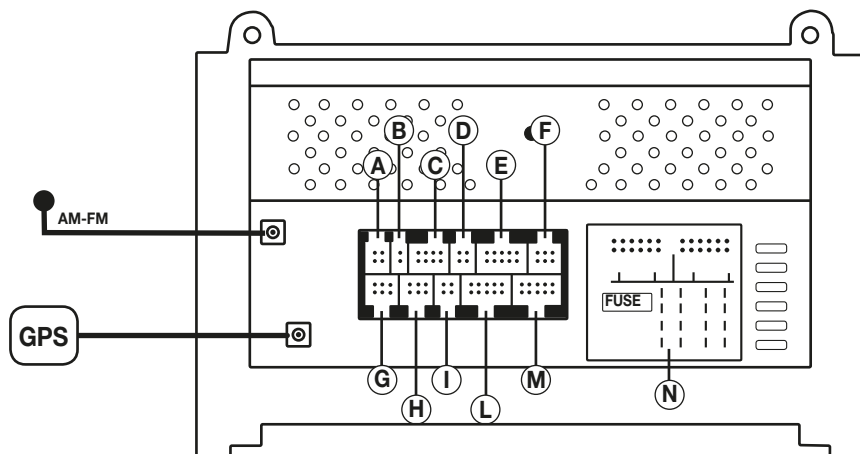 B D F
A C E
AM-FM
FUSE
GPS
G I M N
H L